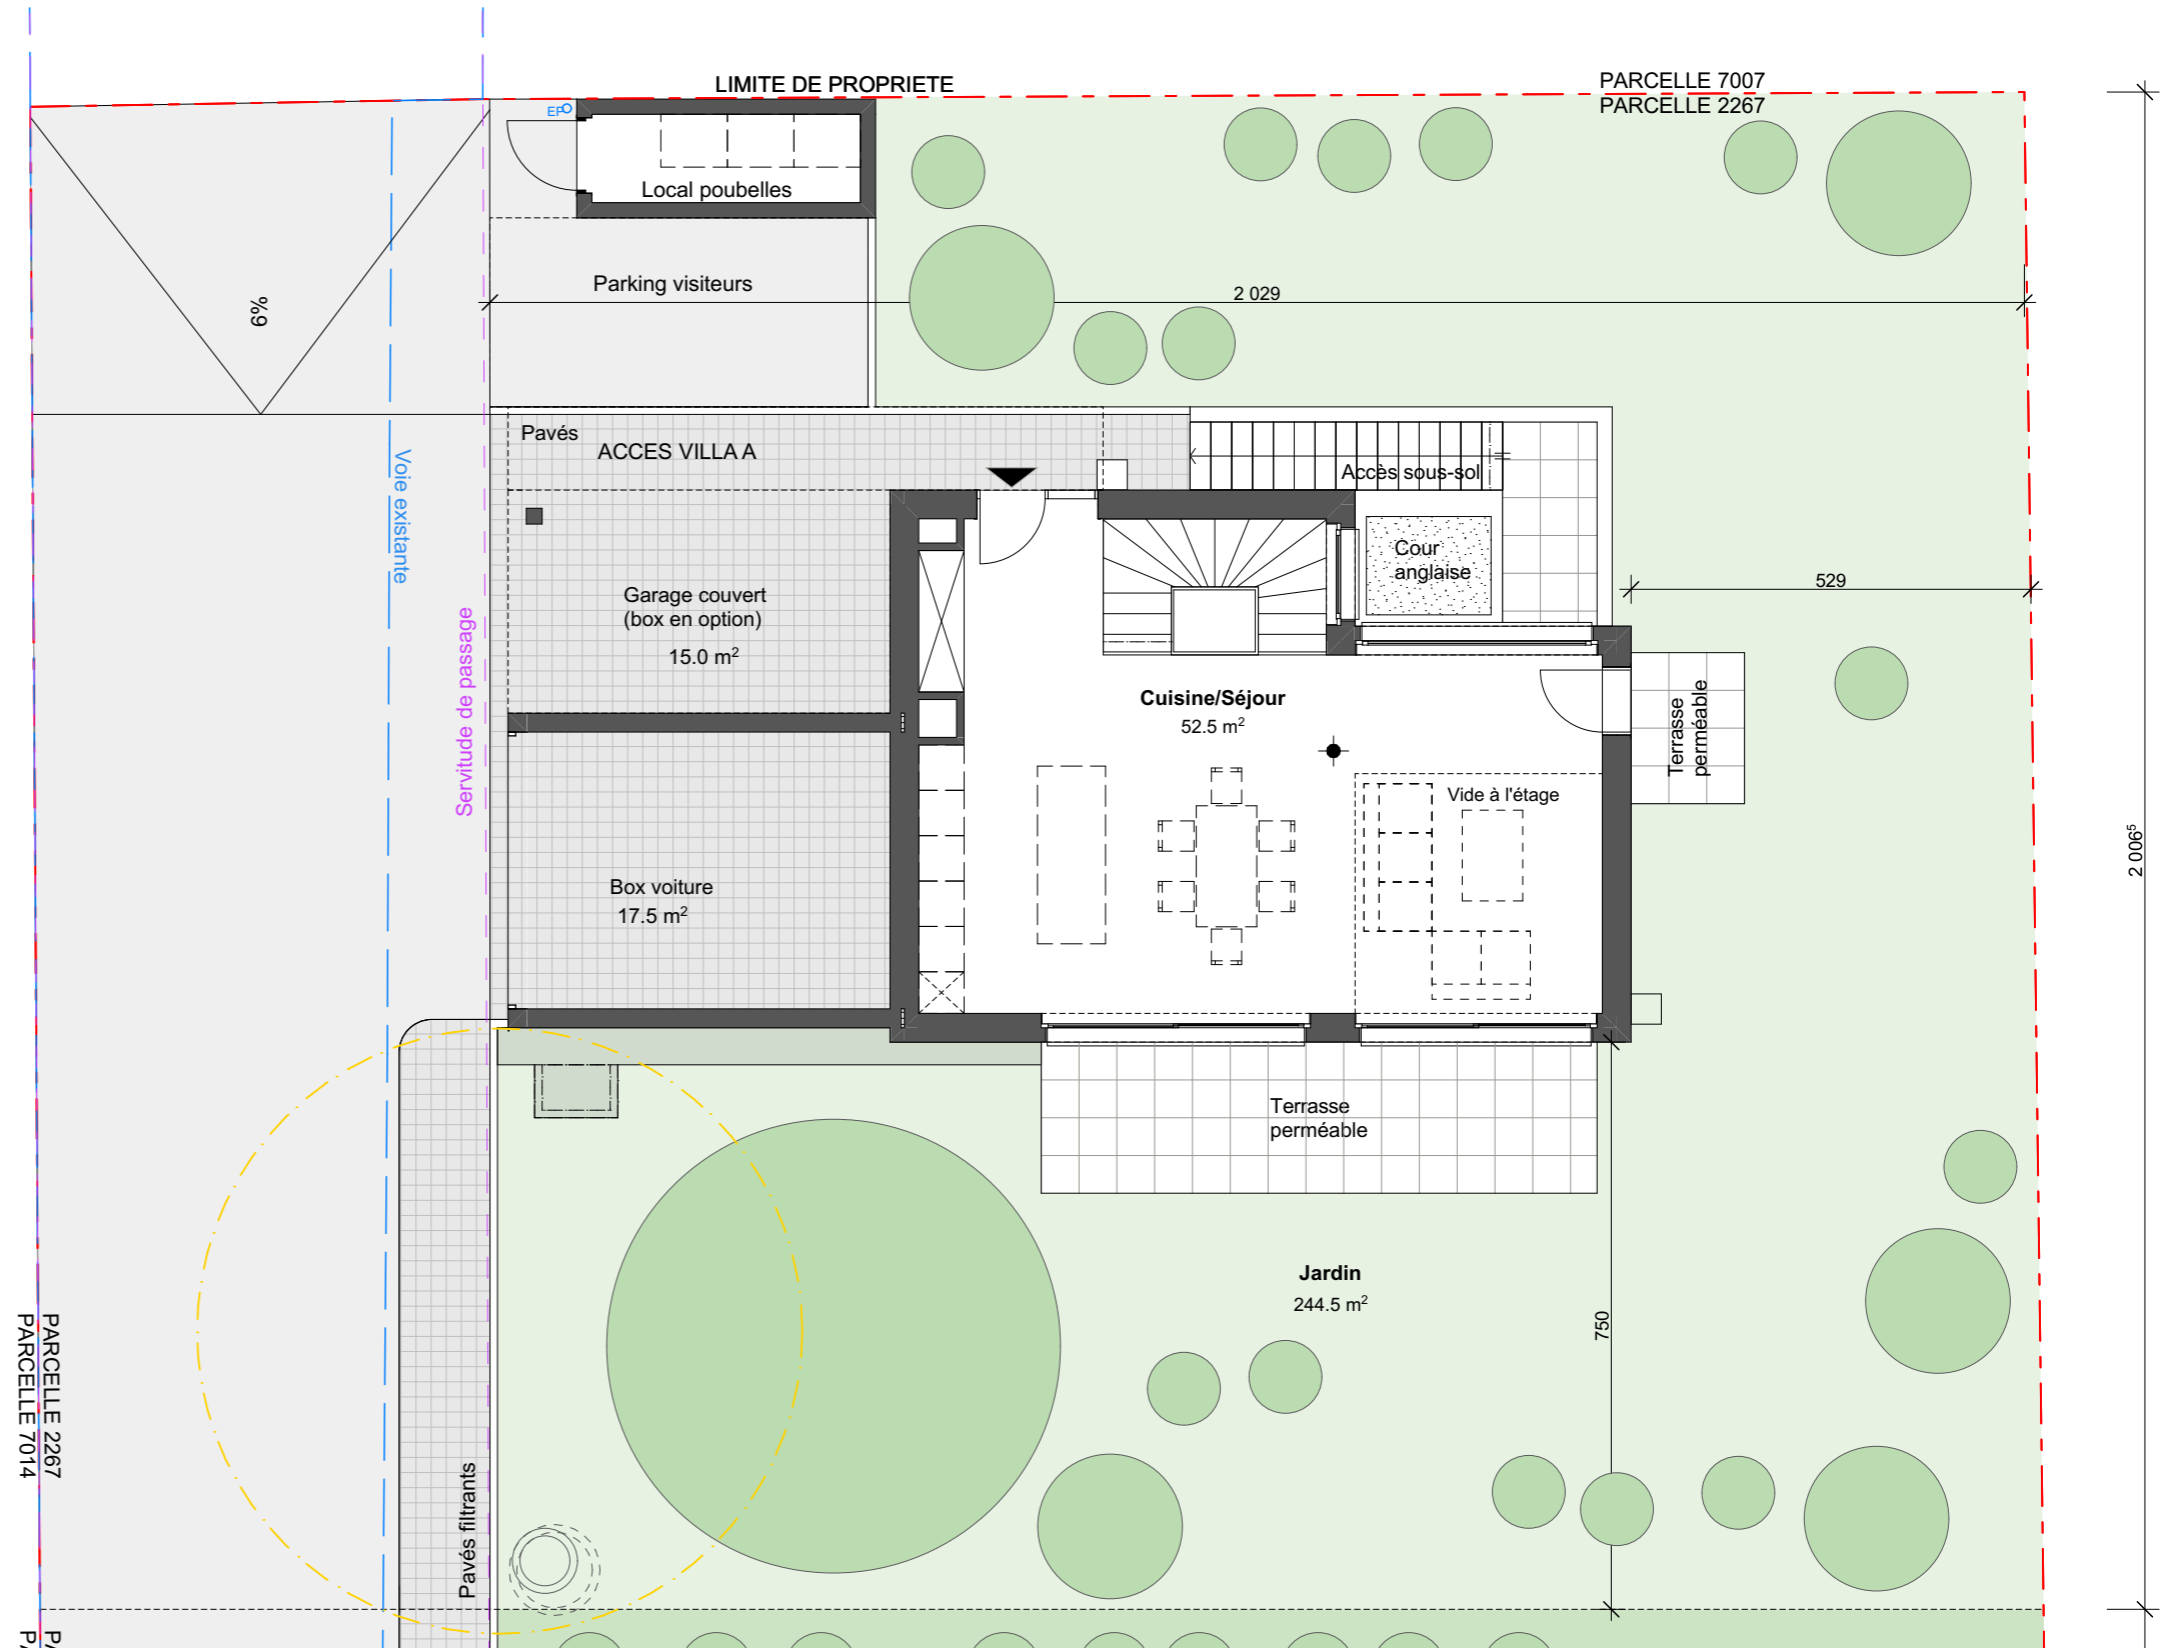 LIMITE DE PROPRIETE
PARCELLE 7007
PARCELLE 2267
EP
Local poubelles
Parking visiteurs
2 029
6%
Pavés
ACCES VILLA A
Accès sous-sol
Voie existante
Cour
anglaise
529
Garage couvert
(box en option)
15.0 m²
Servitude de passage
Cuisine/Séjour
52.5 m²
Terrasse
perméable
Vide à l'étage
2 006⁵
Box voiture
17.5 m²
Terrasse
perméable
Jardin
244.5 m²
750
PARCELLE 2267
PARCELLE 7014
Pavés filtrants
PA
PA